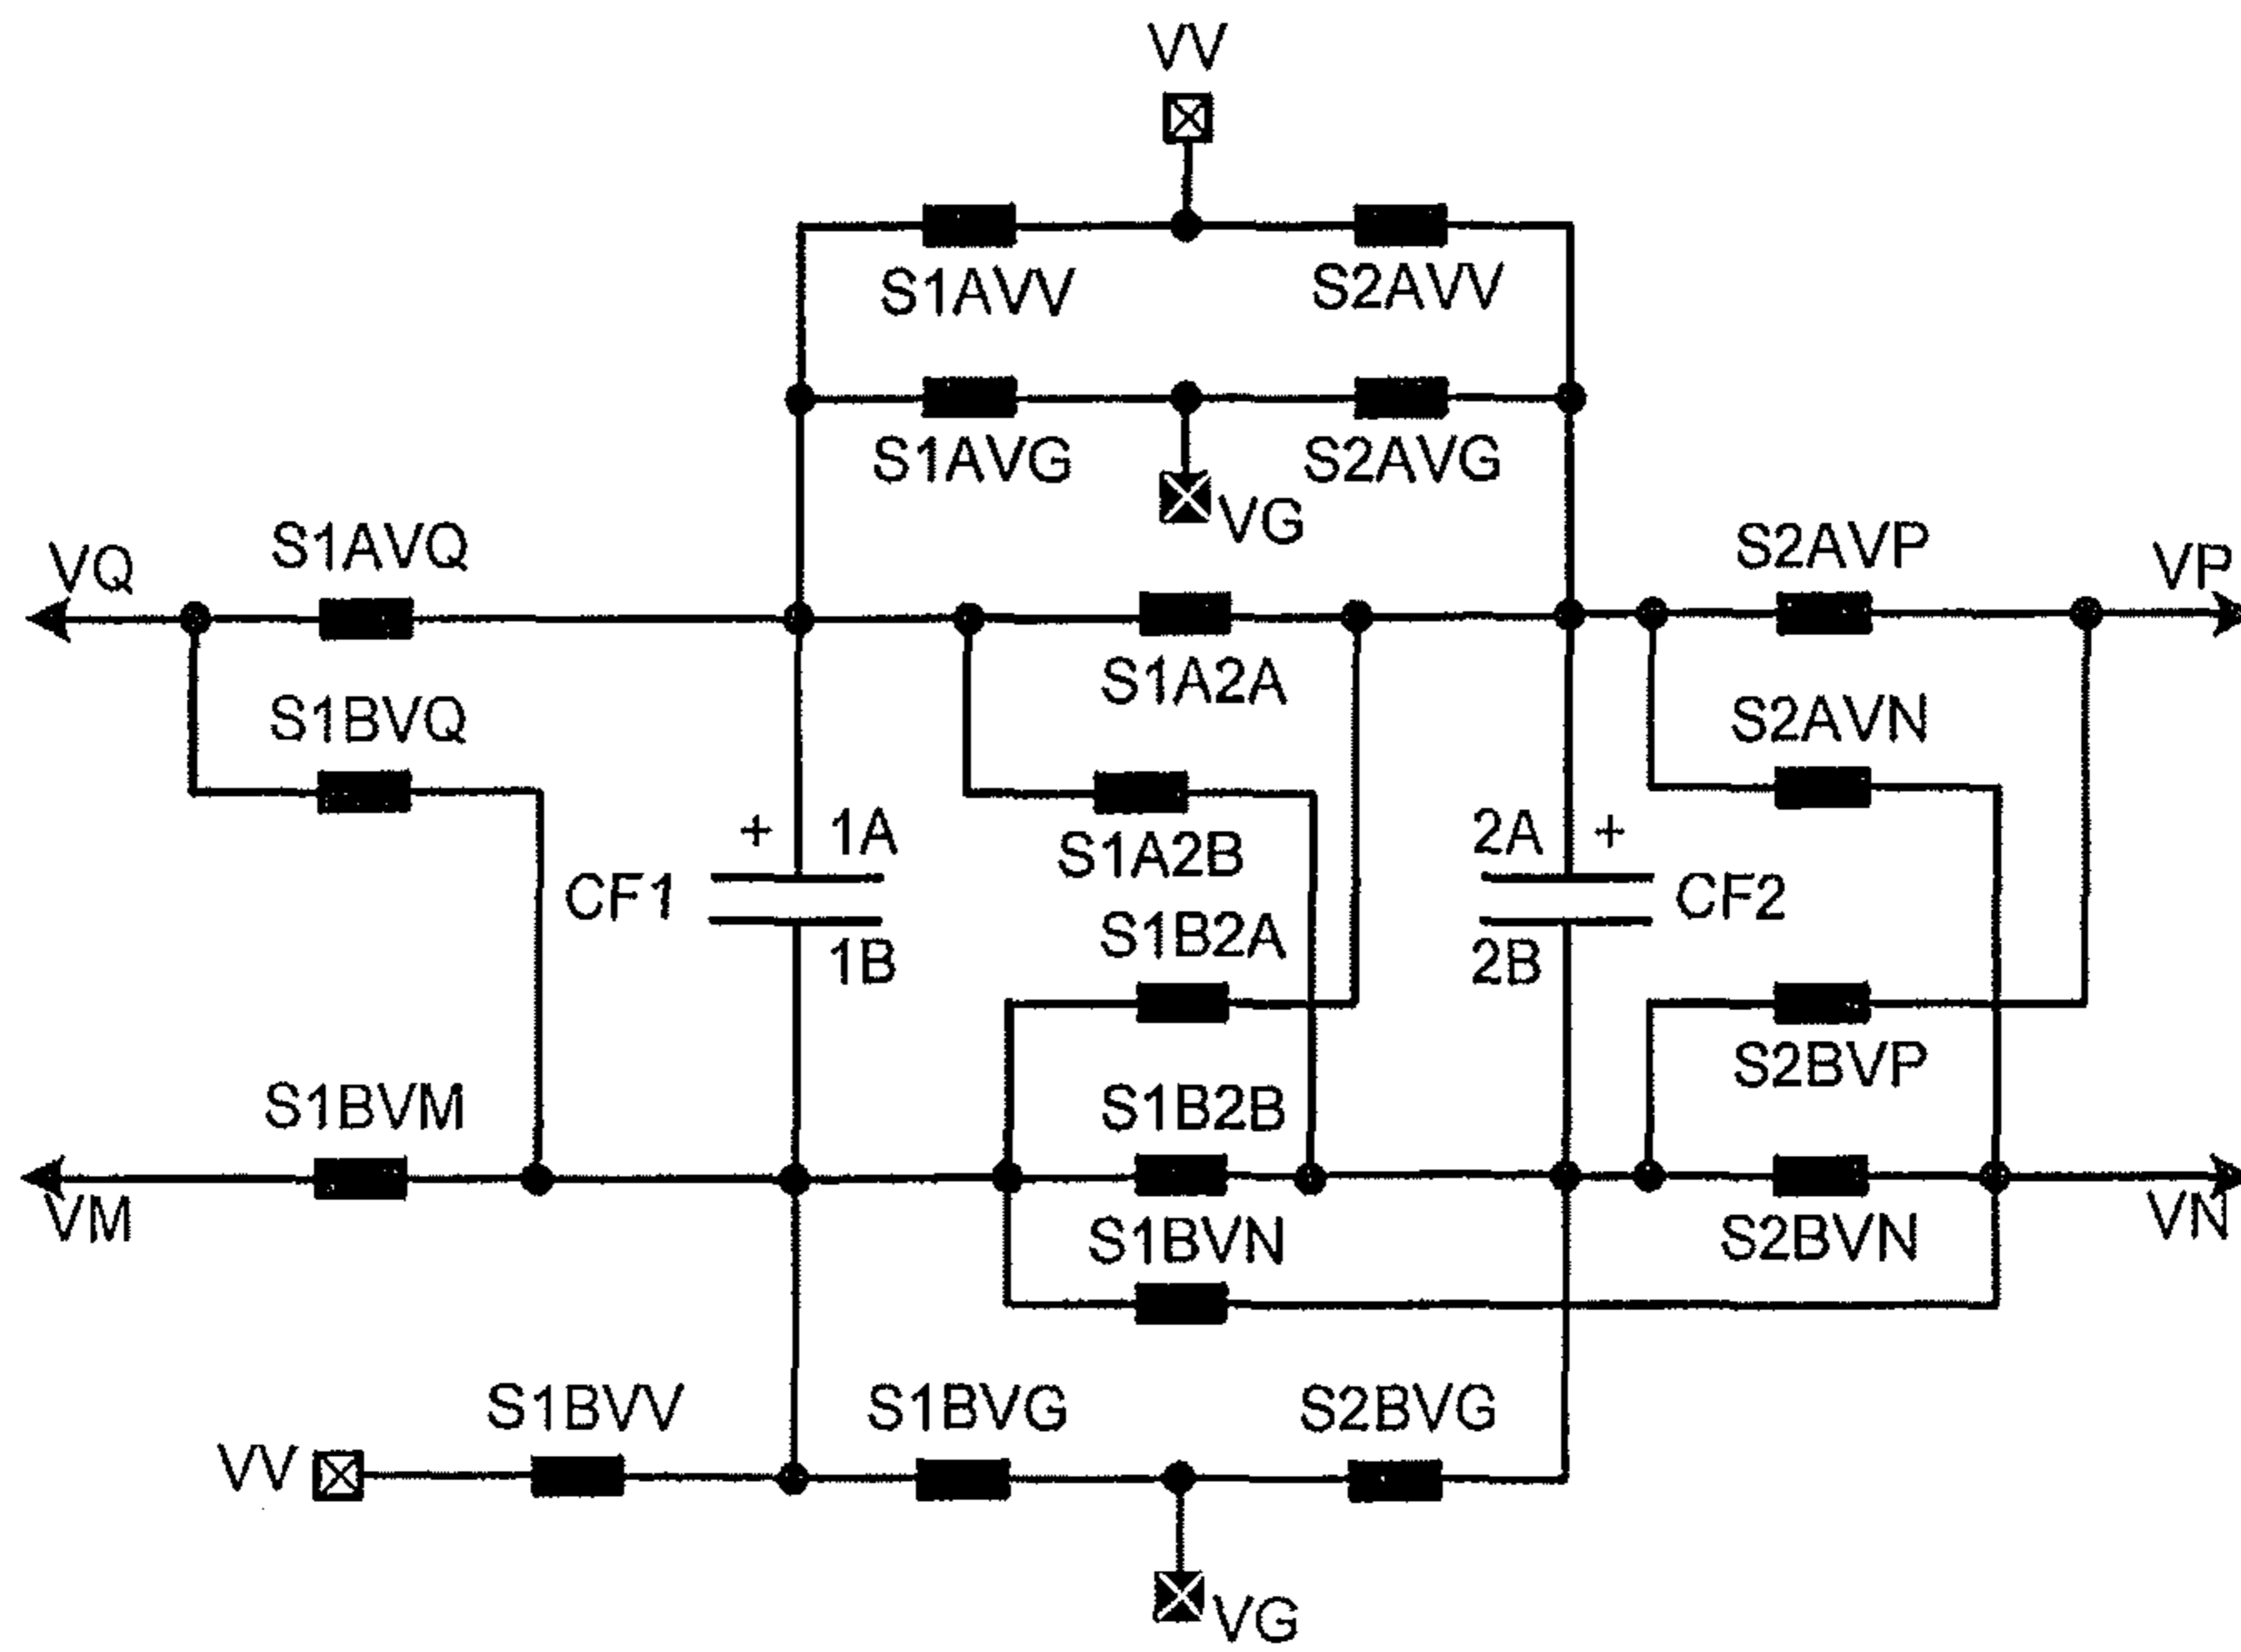 VV
S1AVV S2AVV
S1AVG S2AVG
VG
VQ S1AVQ S2AVP VP
S1A2A
S1BVQ S2AVN
+ 1A 2A +
S1A2B
CF1 CF2
S1B2A
1B 2B
S2BVP
S1BVM S1B2B
VM S1BVN S2BVN VN
S1BVV S1BVG S2BVG
VV
VG